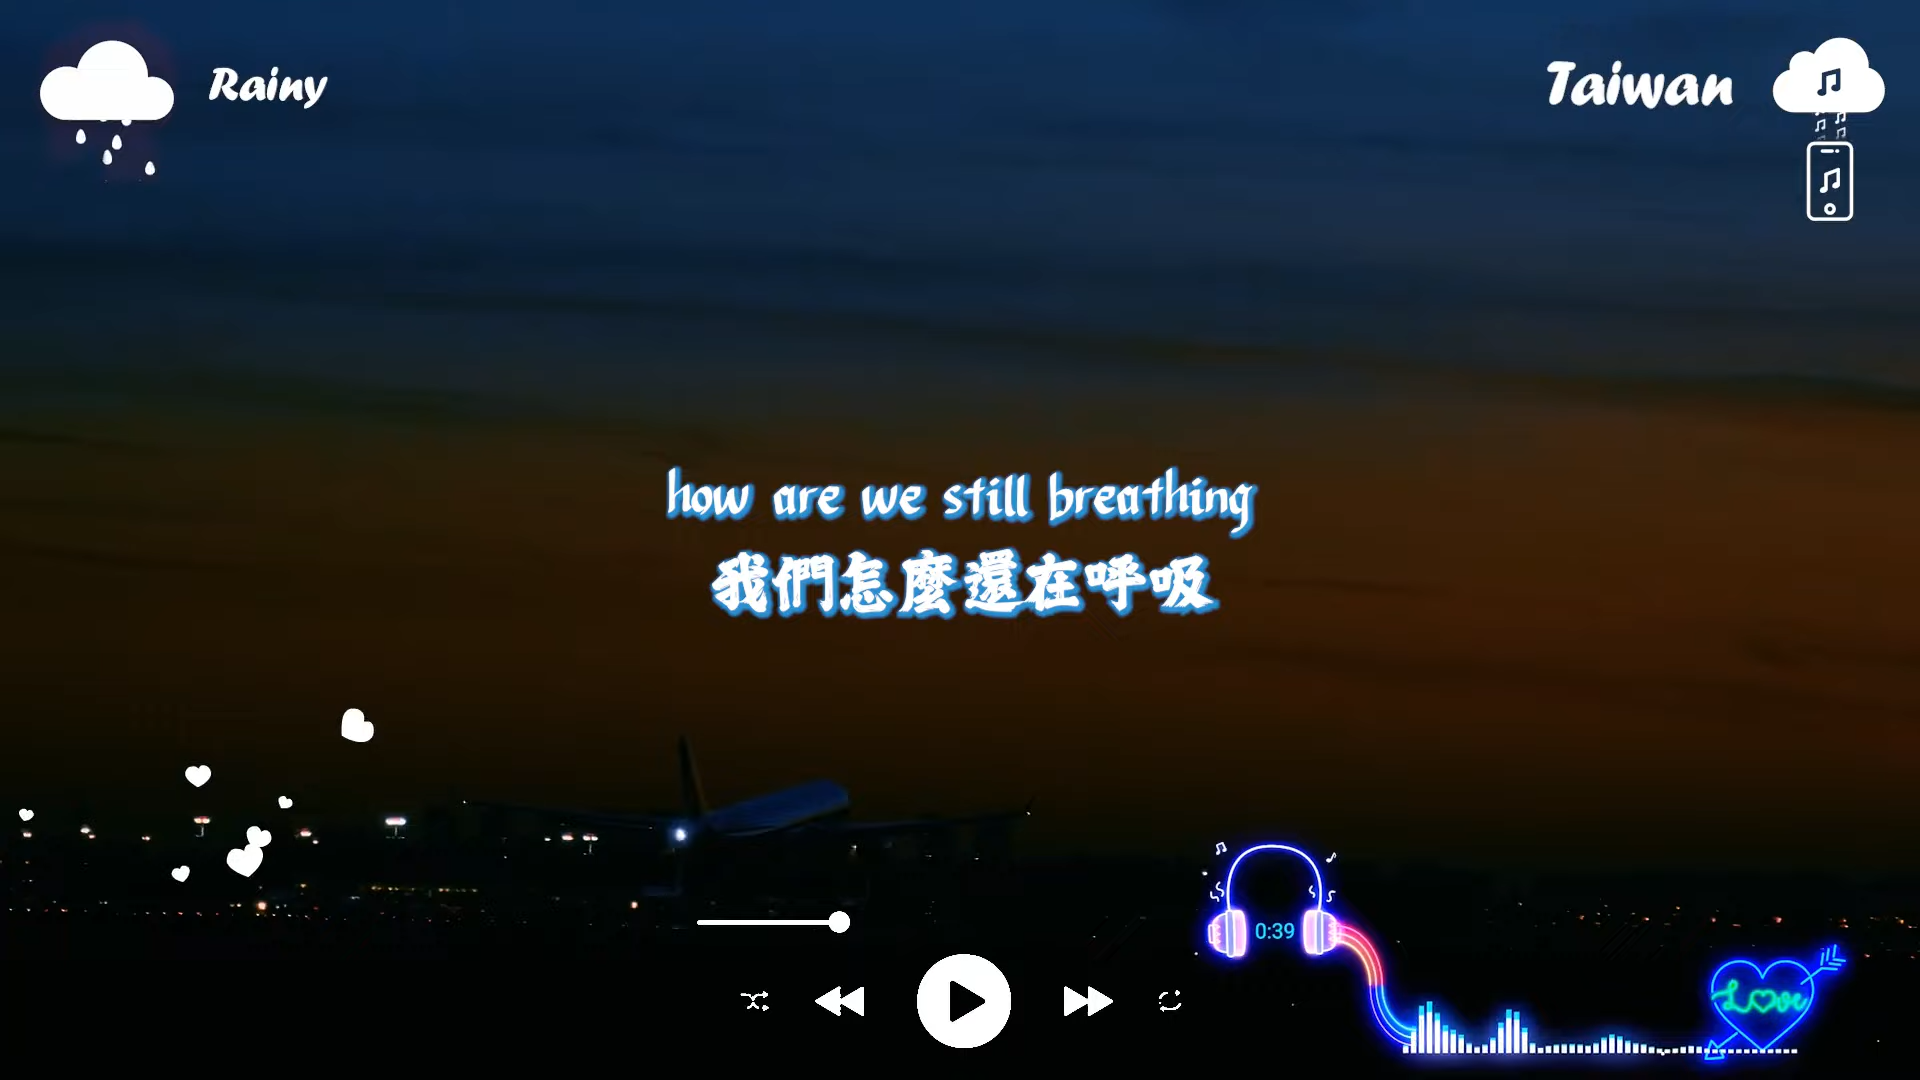 Rainy
Taiwan
how are we still breathing
我們怎麼還在呼吸
0:39
Love